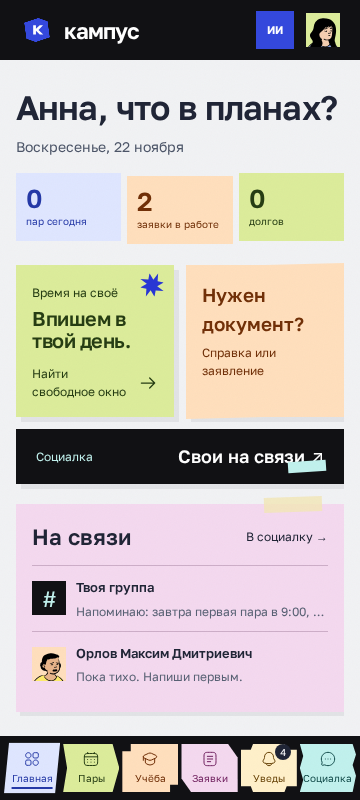 К кампус
ИИ
Анна, что в планах?
Воскресенье, 22 ноября
0
пар сегодня
2
заявки в работе
0
долгов
Время на своё
Впишем в
твой день.
Найти
свободное окно →
Нужен
документ?
Справка или
заявление
Социалка
Свои на связи ↗
На связи
В социалку →
#
Твоя группа
Напоминаю: завтра первая пара в 9:00, ...
Орлов Максим Дмитриевич
Пока тихо. Напиши первым.
4
Главная
Пары
Учёба
Заявки
Уведы
Социалка